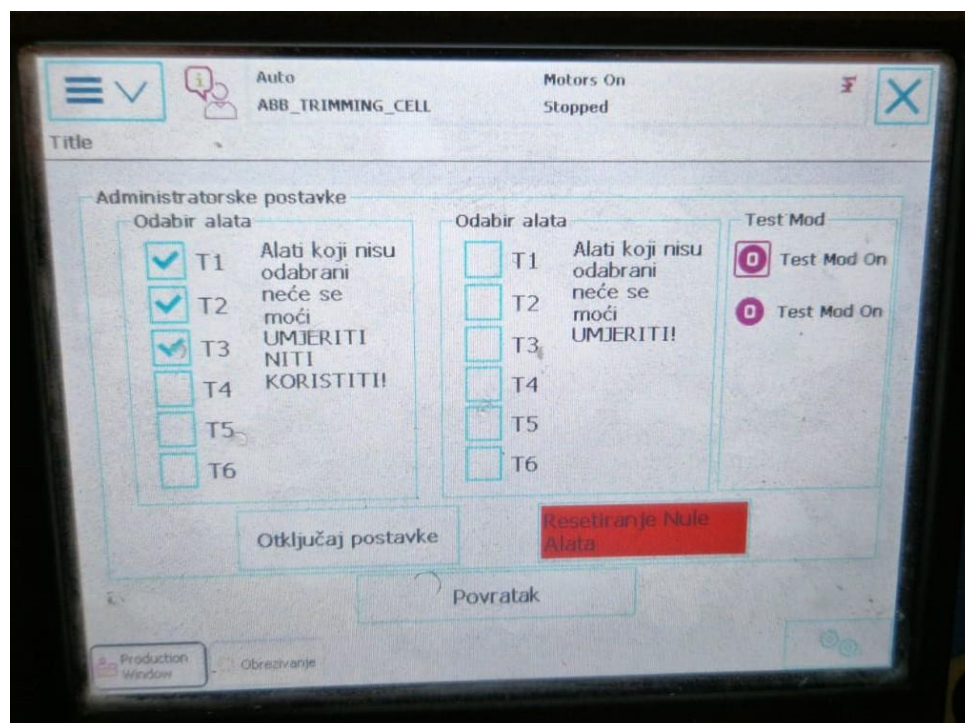 Auto
Motors On
ABB_TRIMMING_CELL
Stopped
Title
Administratorske postavke
Odabir alata
T1
T2
T3
T4
T5
T6
Alati koji nisu
odabrani
neće se
moći
UMJERITI
NITI
KORISTITI!
Odabir alata
T1
T2
T3
T4
T5
T6
Alati koji nisu
odabrani
neće se
moći
UMJERITI!
Test Mod
Test Mod On
Test Mod On
Otključaj postavke
Resetiranje Nule
Alata
Povratak
Production
Window
Obrezivanje